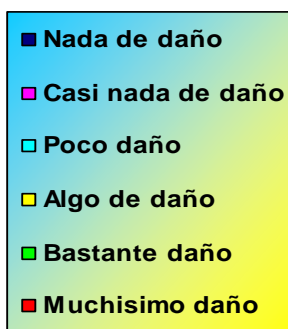 Nada de daño
Casi nada de daño
Poco daño
Algo de daño
Bastante daño
Muchisimo daño